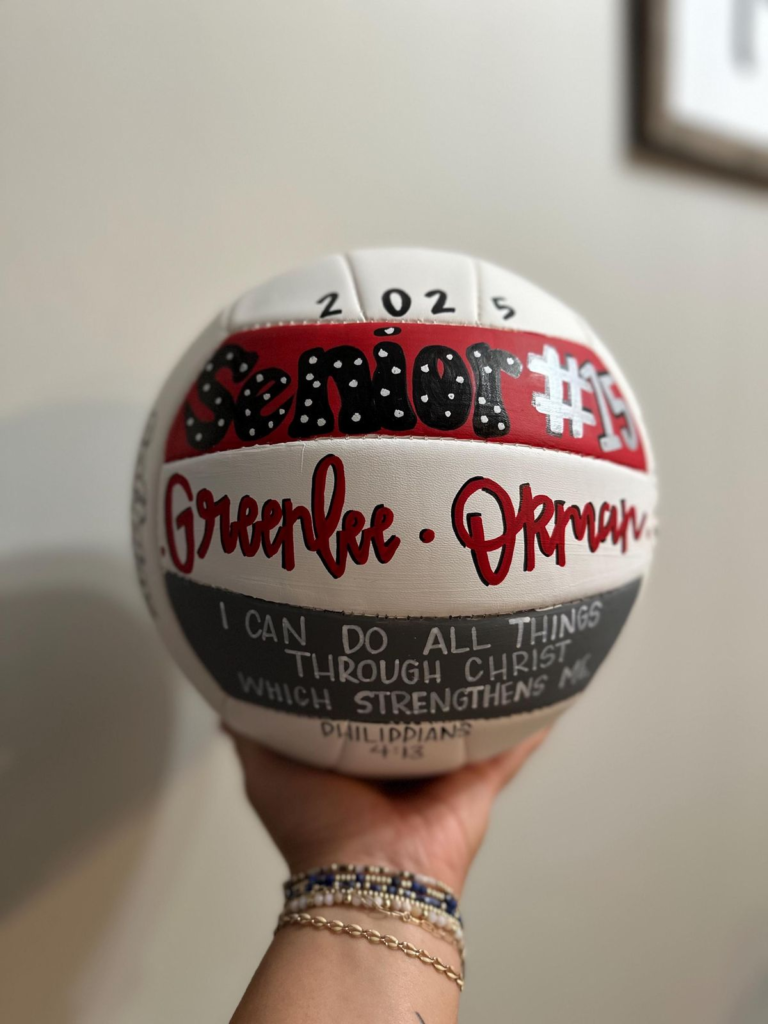 2025
Senior #15
Greenlee · Orman
I CAN DO ALL THINGS
THROUGH CHRIST
WHICH STRENGTHENS ME
PHILIPPIANS
4:13